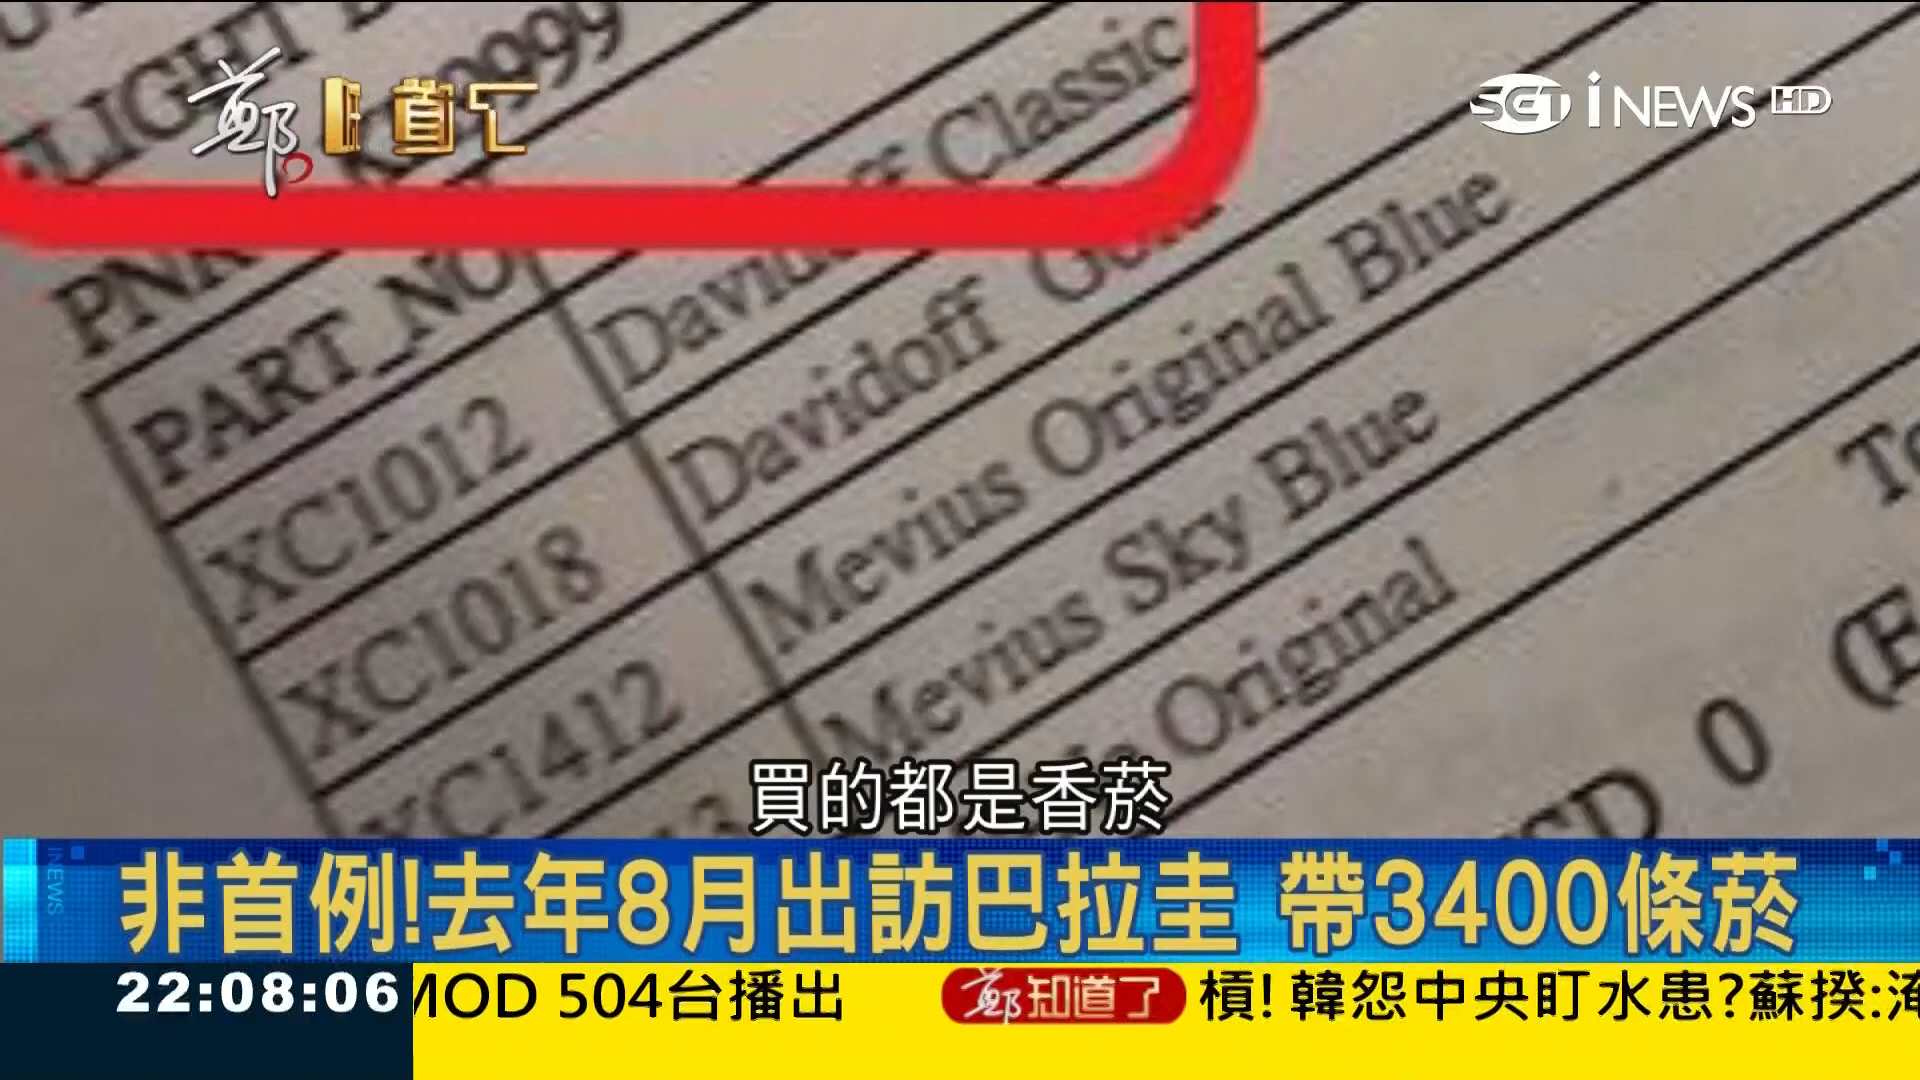 鄭
SET iNEWS HD
LIGHT
Classic
PNR
PART_NO
XC1012 Davidoff Classic
XC1018 Davidoff
XC1412 Mevius Original Blue
Mevius Sky Blue
Original
0 (E
買的都是香菸
iNEWS
非首例!去年8月出訪巴拉圭 帶3400條菸
22:08:06 MOD 504台播出 鄭知道了 槓!韓怨中央盯水患?蘇揆:淹